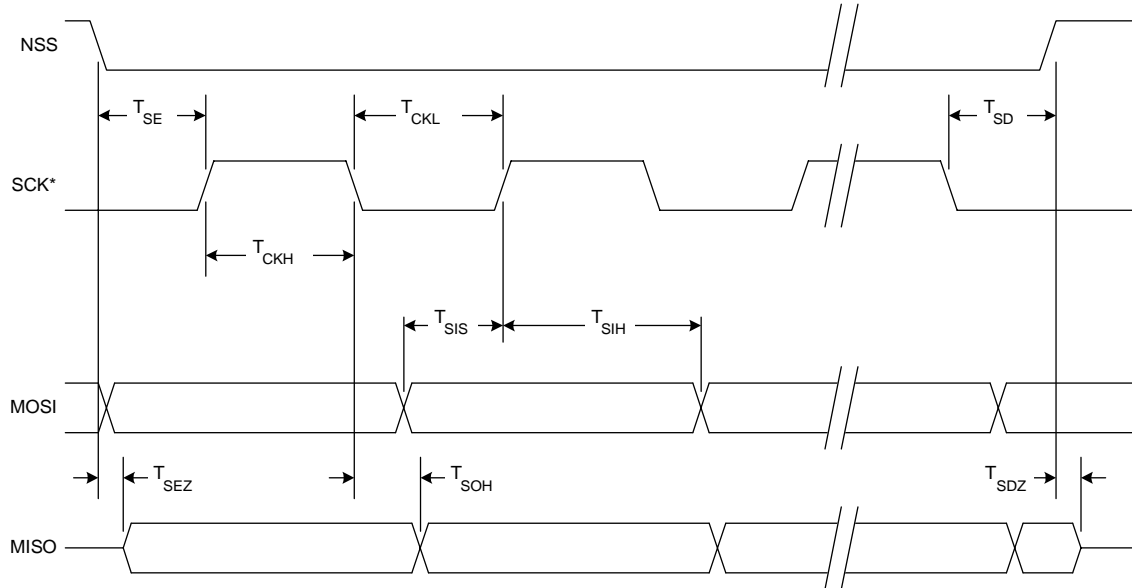 NSS
T_SE
T_CKL
T_SD
SCK*
T_CKH
T_SIS
T_SIH
MOSI
T_SEZ
T_SOH
T_SDZ
MISO